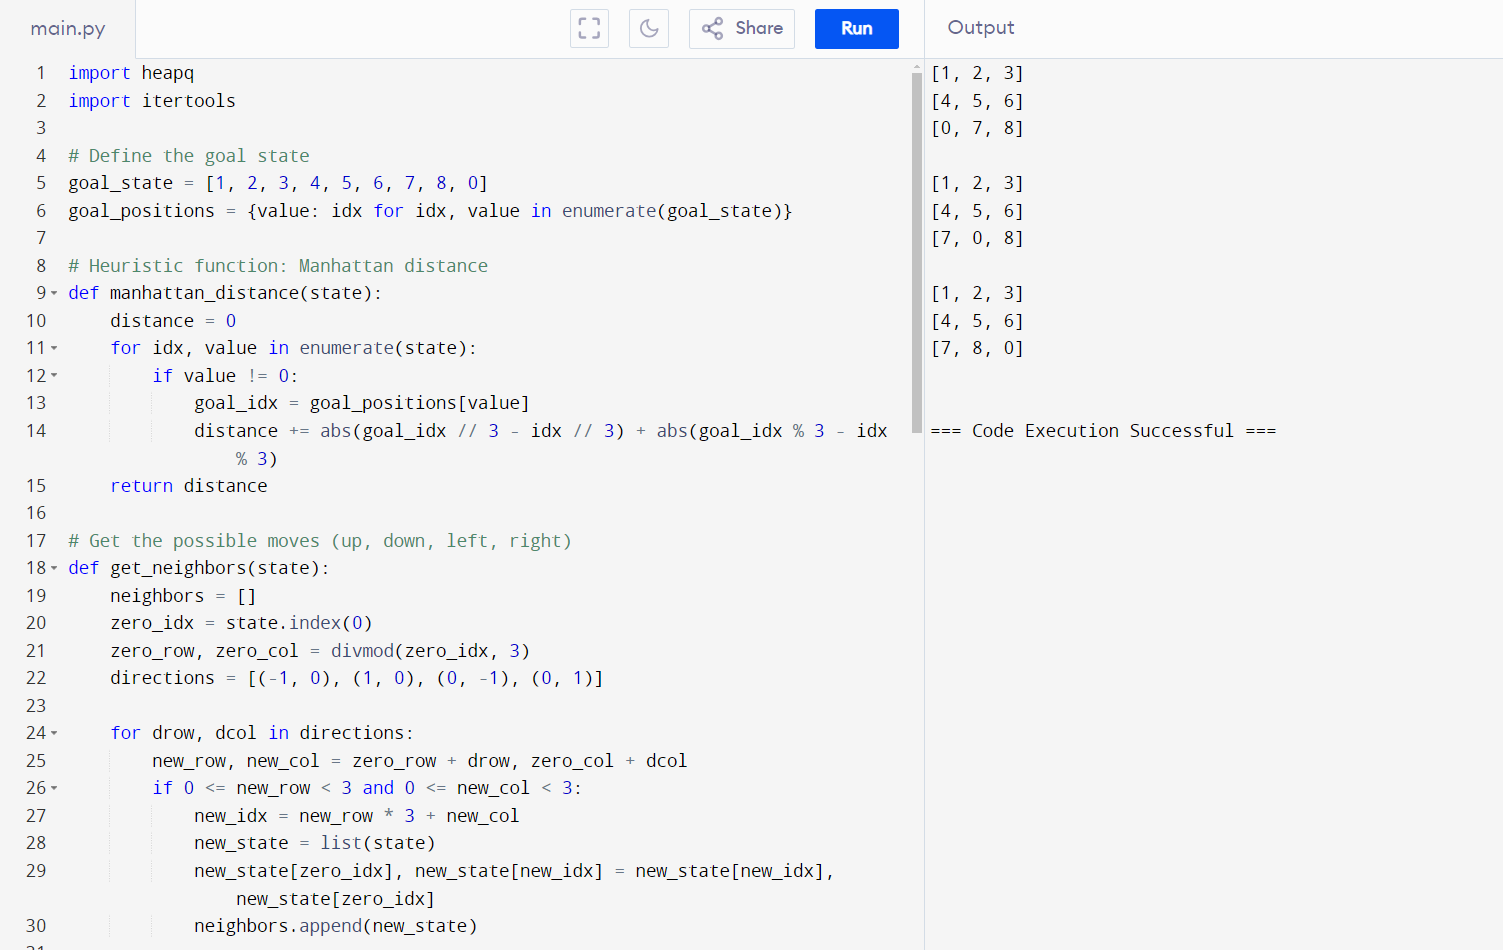 main.py
Share
Run
Output
1 import heapq
2 import itertools
3
4 # Define the goal state
5 goal_state = [1, 2, 3, 4, 5, 6, 7, 8, 0]
6 goal_positions = {value: idx for idx, value in enumerate(goal_state)}
7
8 # Heuristic function: Manhattan distance
9 def manhattan_distance(state):
10     distance = 0
11     for idx, value in enumerate(state):
12         if value != 0:
13             goal_idx = goal_positions[value]
14             distance += abs(goal_idx // 3 - idx // 3) + abs(goal_idx % 3 - idx
                % 3)
15     return distance
16
17 # Get the possible moves (up, down, left, right)
18 def get_neighbors(state):
19     neighbors = []
20     zero_idx = state.index(0)
21     zero_row, zero_col = divmod(zero_idx, 3)
22     directions = [(-1, 0), (1, 0), (0, -1), (0, 1)]
23
24     for drow, dcol in directions:
25         new_row, new_col = zero_row + drow, zero_col + dcol
26         if 0 <= new_row < 3 and 0 <= new_col < 3:
27             new_idx = new_row * 3 + new_col
28             new_state = list(state)
29             new_state[zero_idx], new_state[new_idx] = new_state[new_idx],
                new_state[zero_idx]
30             neighbors.append(new_state)
31
[1, 2, 3]
[4, 5, 6]
[0, 7, 8]
[1, 2, 3]
[4, 5, 6]
[7, 0, 8]
[1, 2, 3]
[4, 5, 6]
[7, 8, 0]
=== Code Execution Successful ===